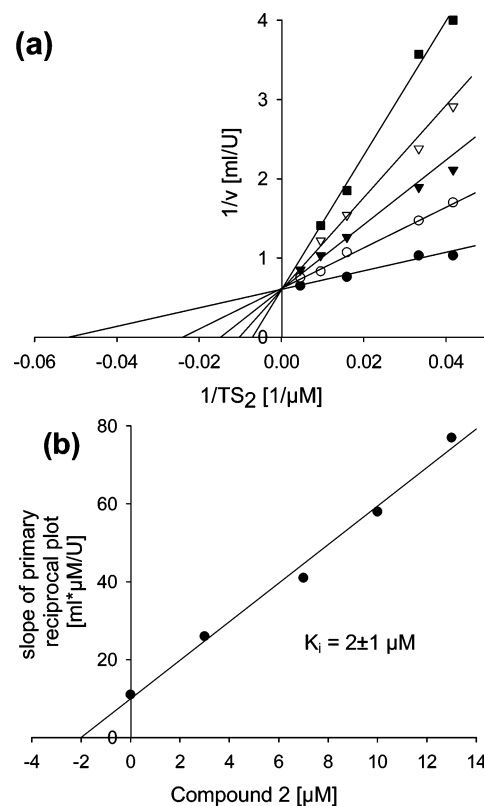 (a)
4
3
2
1
0
1/v [ml/U]
-0.06 -0.04 -0.02 0.00 0.02 0.04
1/TS2 [1/µM]
(b)
80
60
40
20
0
slope of primary
reciprocal plot
[ml*µM/U]
Ki = 2±1 µM
-4 -2 0 2 4 6 8 10 12 14
Compound 2 [µM]